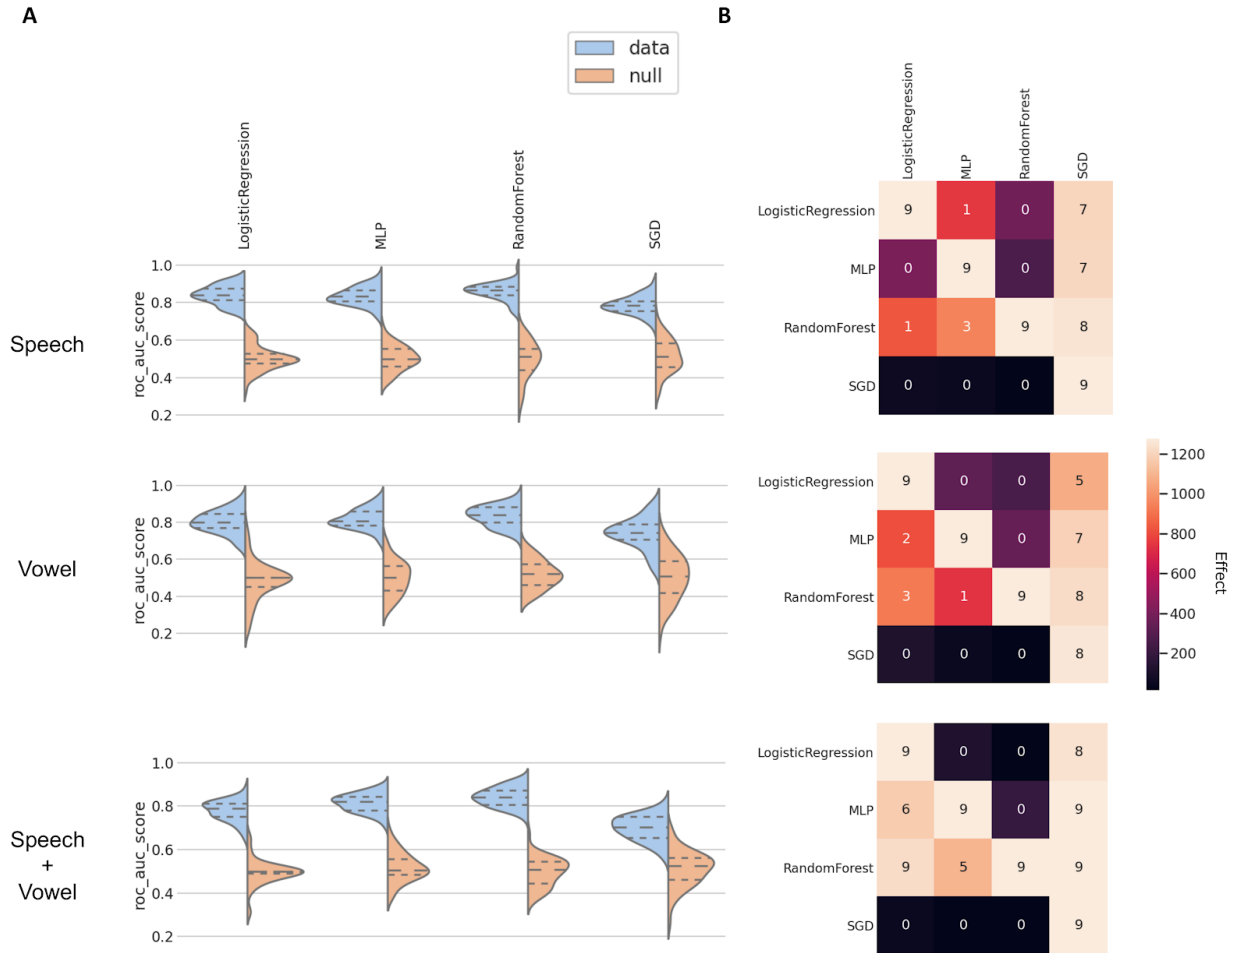 A
B
data
null
LogisticRegression
MLP
RandomForest
SGD
Speech
roc_auc_score
1.0
0.8
0.6
0.4
0.2
LogisticRegression
MLP
RandomForest
SGD
LogisticRegression 9 1 0 7
MLP 0 9 0 7
RandomForest 1 3 9 8
SGD 0 0 0 9
Vowel
roc_auc_score
1.0
0.8
0.6
0.4
0.2
LogisticRegression 9 0 0 5
MLP 2 9 0 7
RandomForest 3 1 9 8
SGD 0 0 0 8
1200
1000
800
600
400
200
Effect
Speech
+
Vowel
roc_auc_score
1.0
0.8
0.6
0.4
0.2
LogisticRegression 9 0 0 8
MLP 6 9 0 9
RandomForest 9 5 9 9
SGD 0 0 0 9